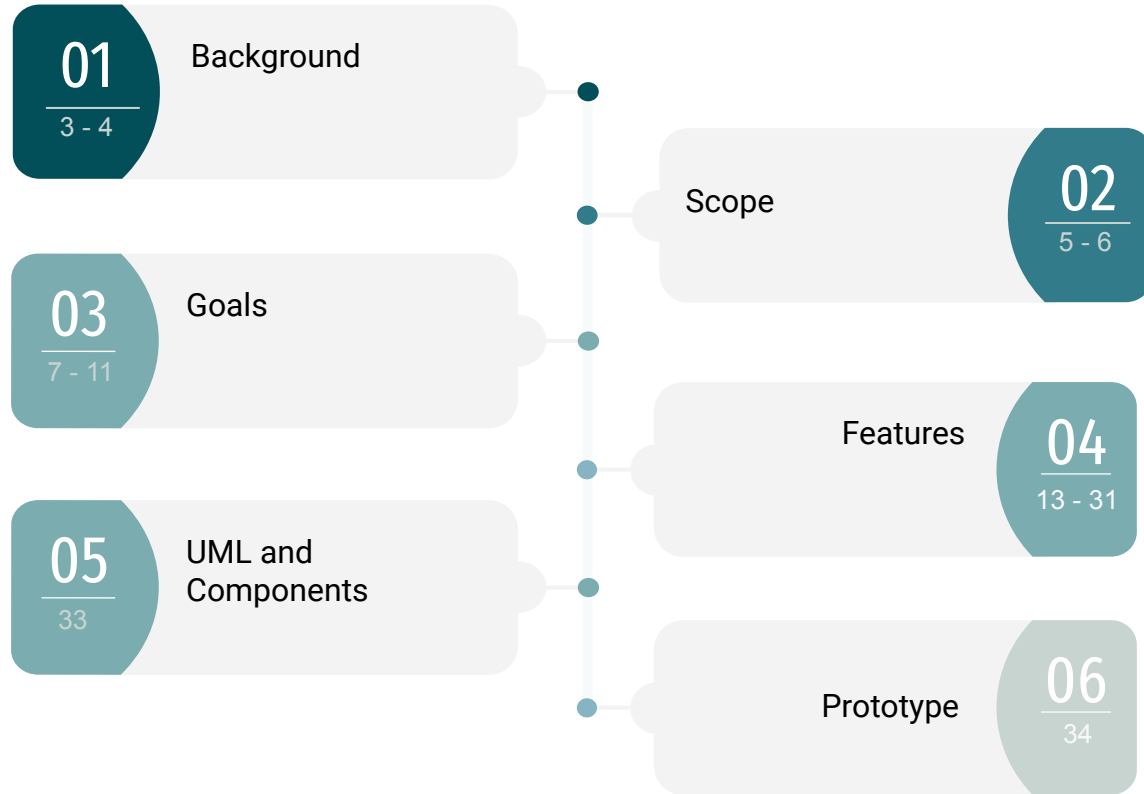 01
3 - 4
Background
02
5 - 6
Scope
03
7 - 11
Goals
04
13 - 31
Features
05
33
UML and
Components
06
34
Prototype